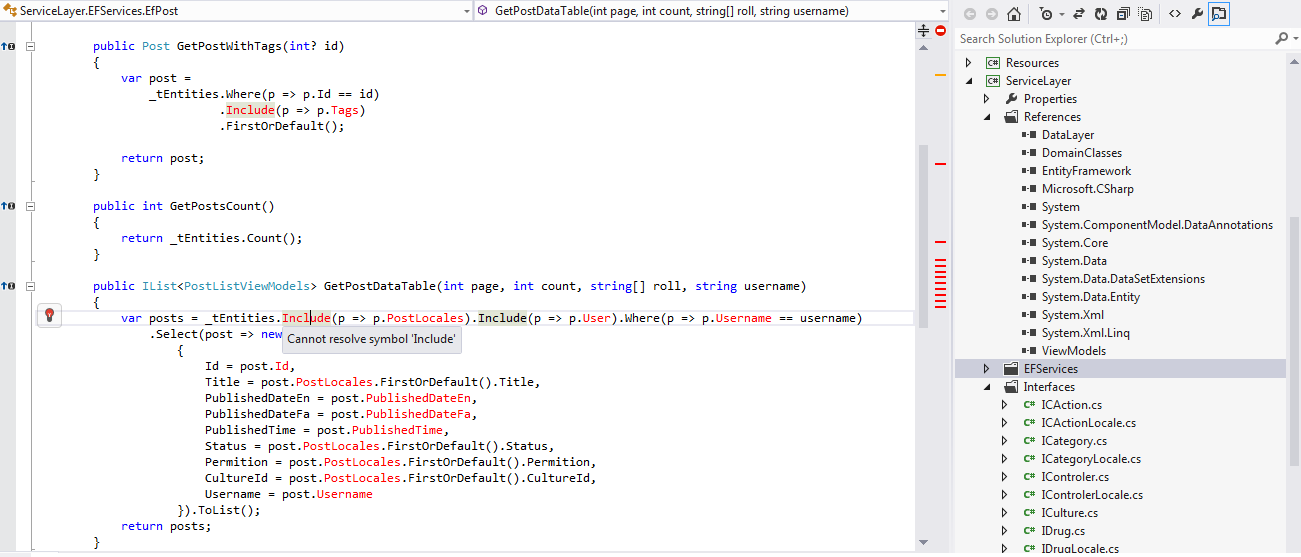 ServiceLayer.EFServices.EfPost
GetPostDataTable(int page, int count, string[] roll, string username)
public Post GetPostWithTags(int? id)
{
var post =
_tEntities.Where(p => p.Id == id)
.Include(p => p.Tags)
.FirstOrDefault();
return post;
}
public int GetPostsCount()
{
return _tEntities.Count();
}
public IList<PostListViewModels> GetPostDataTable(int page, int count, string[] roll, string username)
{
var posts = _tEntities.Include(p => p.PostLocales).Include(p => p.User).Where(p => p.Username == username)
.Select(post => new
Cannot resolve symbol 'Include'
{
Id = post.Id,
Title = post.PostLocales.FirstOrDefault().Title,
PublishedDateEn = post.PublishedDateEn,
PublishedDateFa = post.PublishedDateFa,
PublishedTime = post.PublishedTime,
Status = post.PostLocales.FirstOrDefault().Status,
Permition = post.PostLocales.FirstOrDefault().Permition,
CultureId = post.PostLocales.FirstOrDefault().CultureId,
Username = post.Username
}).ToList();
return posts;
}
Search Solution Explorer (Ctrl+;)
C# Resources
C# ServiceLayer
Properties
References
DataLayer
DomainClasses
EntityFramework
Microsoft.CSharp
System
System.ComponentModel.DataAnnotations
System.Core
System.Data
System.Data.DataSetExtensions
System.Data.Entity
System.Xml
System.Xml.Linq
ViewModels
EFServices
Interfaces
C# ICAction.cs
C# ICActionLocale.cs
C# ICategory.cs
C# ICategoryLocale.cs
C# IControler.cs
C# IControlerLocale.cs
C# ICulture.cs
C# IDrug.cs
C# IDrugLocale.cs